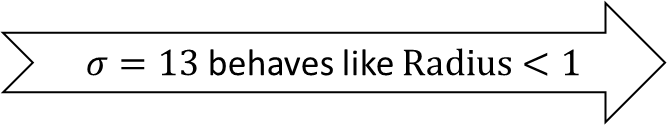 σ = 13 behaves like Radius < 1